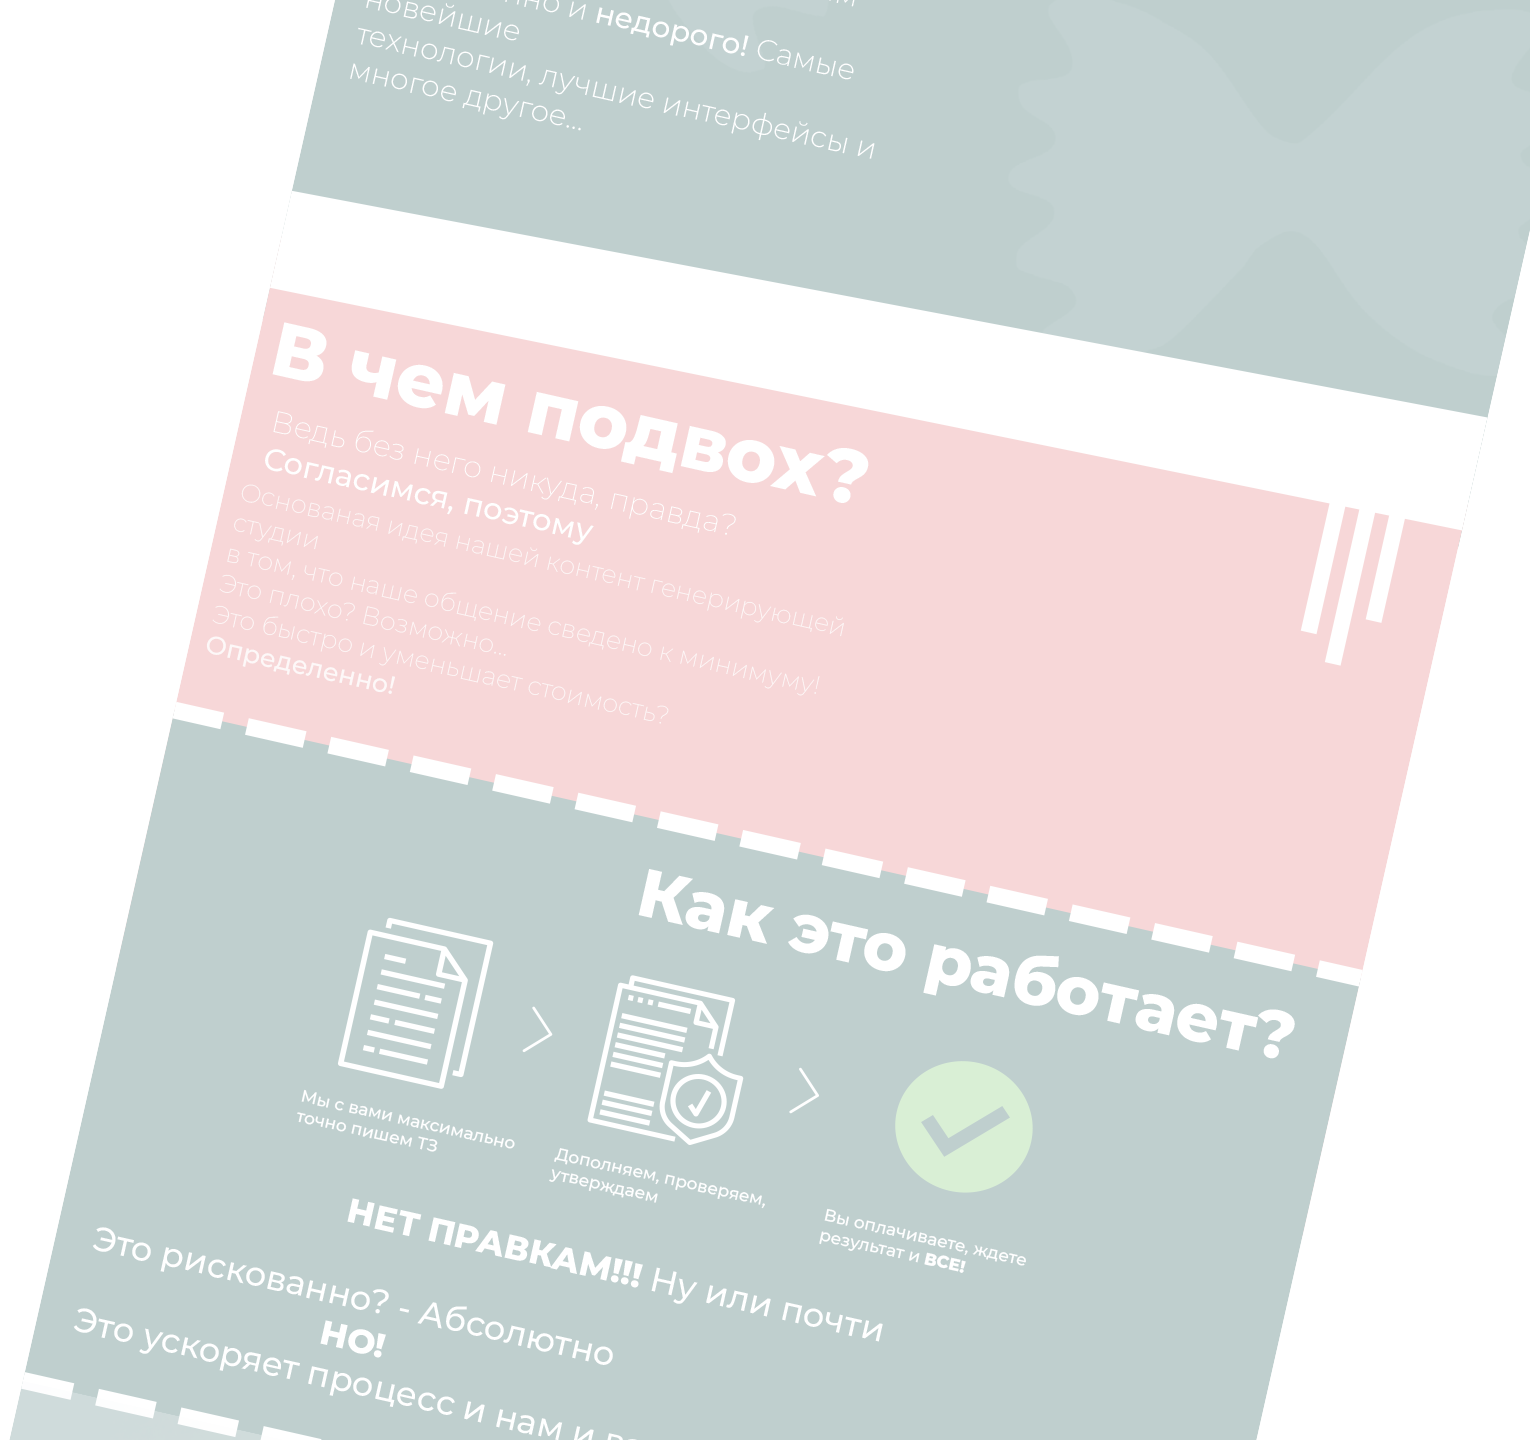 и недорого! Самые
новейшие
технологии, лучшие интерфейсы и
многое другое...
В чем подвох?
Ведь без него никуда, правда?
Согласимся, поэтому
Основаная идея нашей контент генерирующей
студии
в том, что наше общение сведено к минимуму!
Это плохо? Возможно...
Это быстро и уменьшает стоимость?
Определенно!
Как это работает?
Мы с вами максимально
точно пишем ТЗ
Дополняем, проверяем,
утверждаем
Вы оплачиваете, ждете
результат и ВСЕ!
НЕТ ПРАВКАМ!!! Ну или почти
Это рискованно? - Абсолютно
НО!
Это ускоряет процесс и нам и